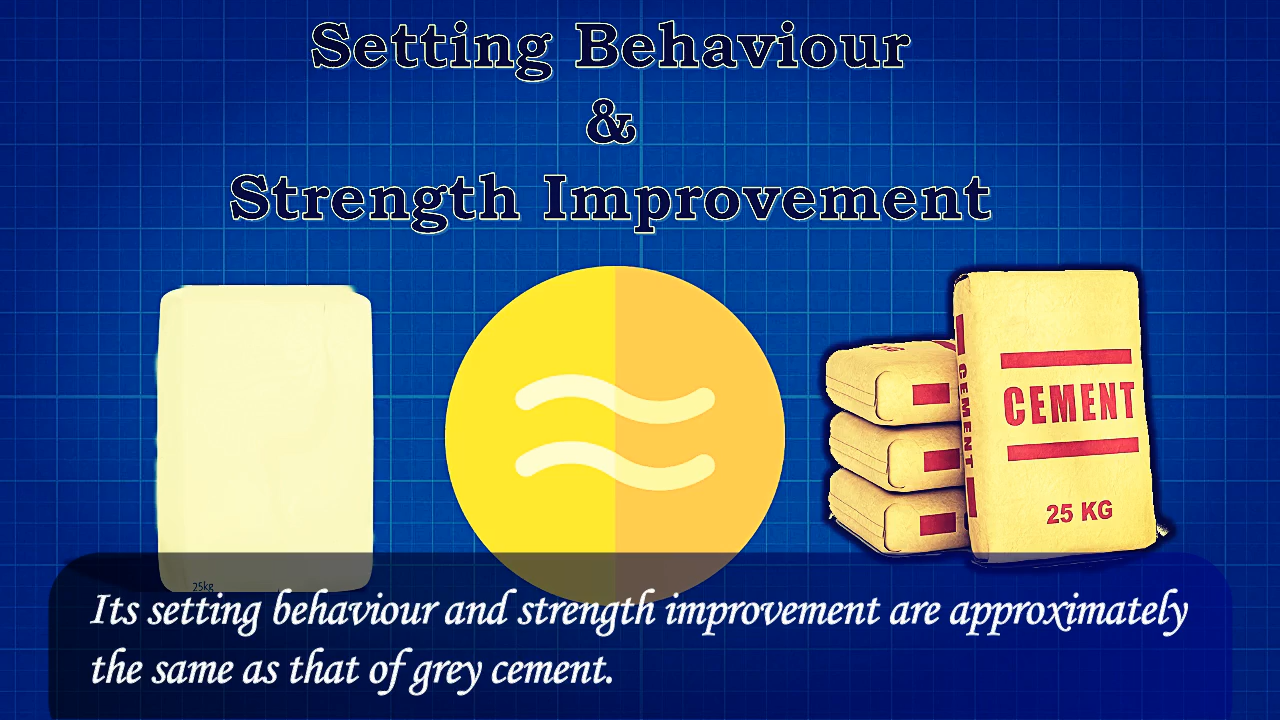 Setting Behaviour
&
Strength Improvement
CEMENT
CEMENT
25 KG
25kg
Its setting behaviour and strength improvement are approximately
the same as that of grey cement.